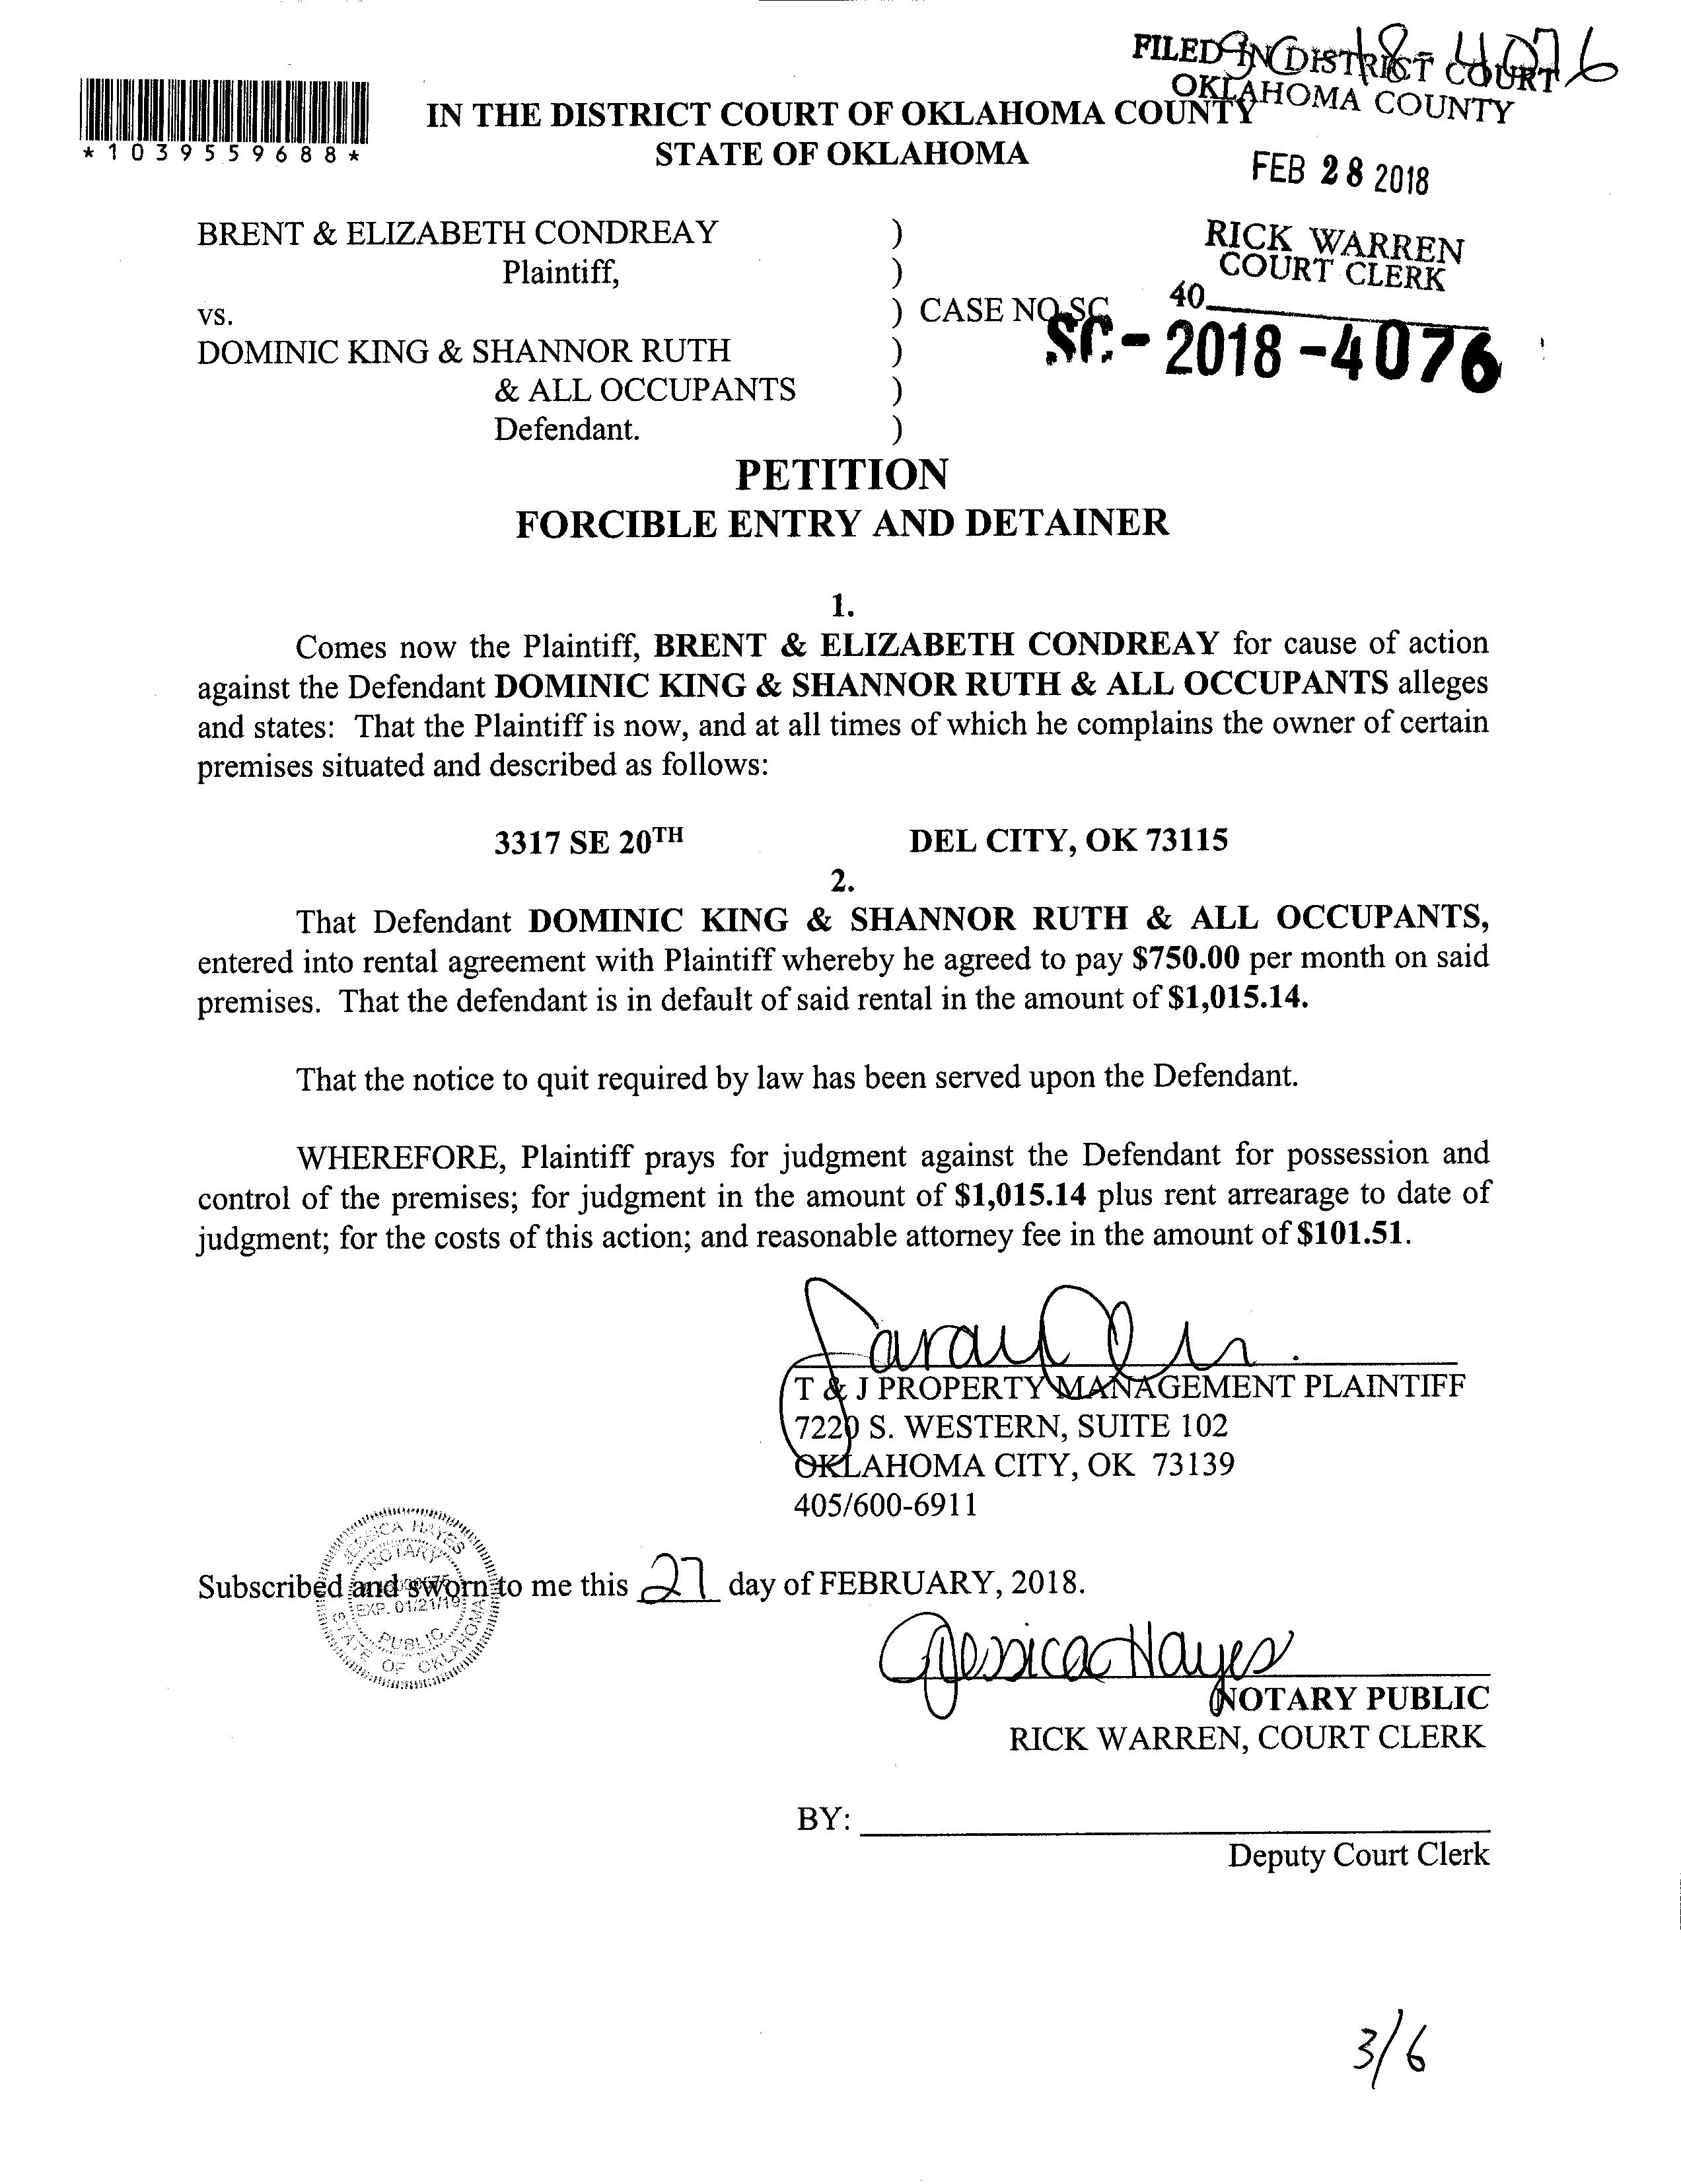 FILED IN DISTRICT COURT
OKLAHOMA COUNTY
18-4076
*1039559688*
IN THE DISTRICT COURT OF OKLAHOMA COUNTY
STATE OF OKLAHOMA
FEB 28 2018
RICK WARREN
COURT CLERK
40
BRENT & ELIZABETH CONDREAY )
Plaintiff, )
vs. ) CASE NO. SC
SC-2018-4076
DOMINIC KING & SHANNOR RUTH )
& ALL OCCUPANTS )
Defendant. )
PETITION
FORCIBLE ENTRY AND DETAINER
1.
Comes now the Plaintiff, BRENT & ELIZABETH CONDREAY for cause of action
against the Defendant DOMINIC KING & SHANNOR RUTH & ALL OCCUPANTS alleges
and states: That the Plaintiff is now, and at all times of which he complains the owner of certain
premises situated and described as follows:
3317 SE 20TH DEL CITY, OK 73115
2.
That Defendant DOMINIC KING & SHANNOR RUTH & ALL OCCUPANTS,
entered into rental agreement with Plaintiff whereby he agreed to pay $750.00 per month on said
premises. That the defendant is in default of said rental in the amount of $1,015.14.
That the notice to quit required by law has been served upon the Defendant.
WHEREFORE, Plaintiff prays for judgment against the Defendant for possession and
control of the premises; for judgment in the amount of $1,015.14 plus rent arrearage to date of
judgment; for the costs of this action; and reasonable attorney fee in the amount of $101.51.
T & J PROPERTY MANAGEMENT PLAINTIFF
7220 S. WESTERN, SUITE 102
OKLAHOMA CITY, OK 73139
405/600-6911
JESSICA HAYES
NOTARY
EXP. 01/21/19
PUBLIC
STATE OF OKLAHOMA
Subscribed and sworn to me this 27 day of FEBRUARY, 2018.
Jessica Hayes
NOTARY PUBLIC
RICK WARREN, COURT CLERK
BY:
Deputy Court Clerk
3/6